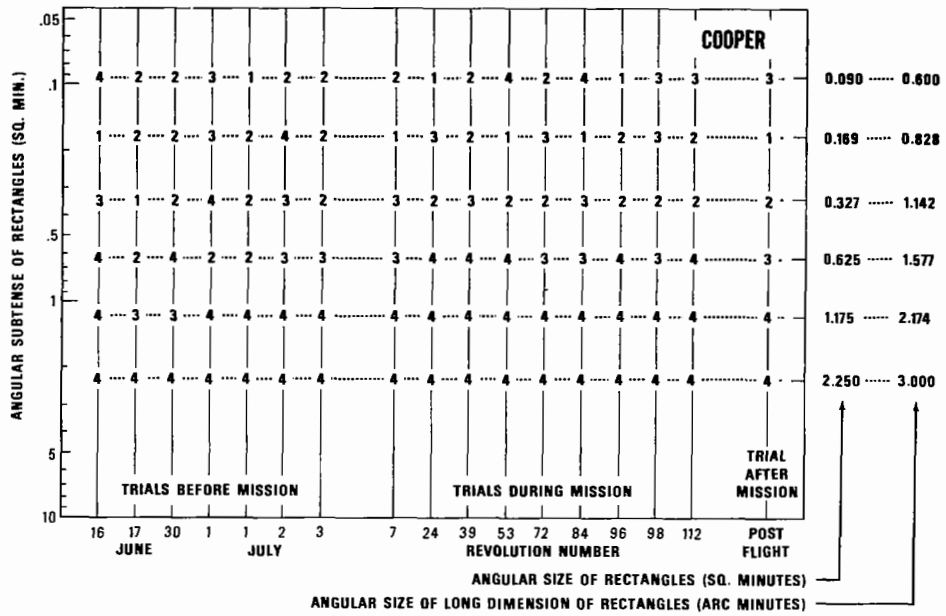 COOPER
ANGULAR SUBTENSE OF RECTANGLES (SQ. MIN.)
.05
4 2 2 3 1 2 2 2 1 2 4 2 4 1 3 3 3 0.090 0.600
.1
1 2 2 3 2 4 2 1 3 2 1 3 1 2 3 2 1 0.169 0.828
3 1 2 4 2 3 2 3 2 3 2 2 3 2 2 2 2 0.327 1.142
.5
4 2 4 2 2 3 3 3 4 4 4 3 3 4 3 4 3 0.625 1.577
1
4 3 3 4 4 4 4 4 4 4 4 4 4 4 4 4 4 1.175 2.174
4 4 4 4 4 4 4 4 4 4 4 4 4 4 4 4 4 2.250 3.000
5
TRIALS BEFORE MISSION
TRIALS DURING MISSION
TRIAL
AFTER
MISSION
10
16 17 30 1 1 2 3 7 24 39 53 72 84 96 98 112 POST
JUNE JULY REVOLUTION NUMBER FLIGHT
ANGULAR SIZE OF RECTANGLES (SQ. MINUTES)
ANGULAR SIZE OF LONG DIMENSION OF RECTANGLES (ARC MINUTES)